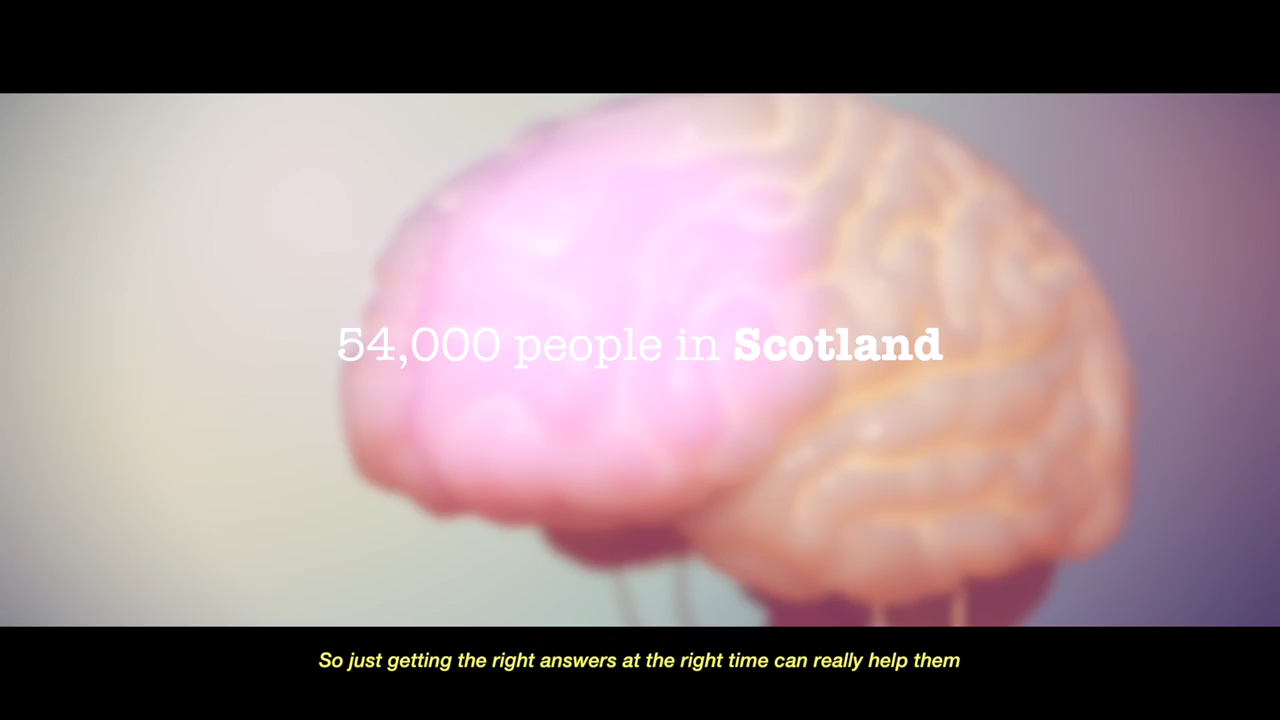 54,000 people in Scotland
So just getting the right answers at the right time can really help them